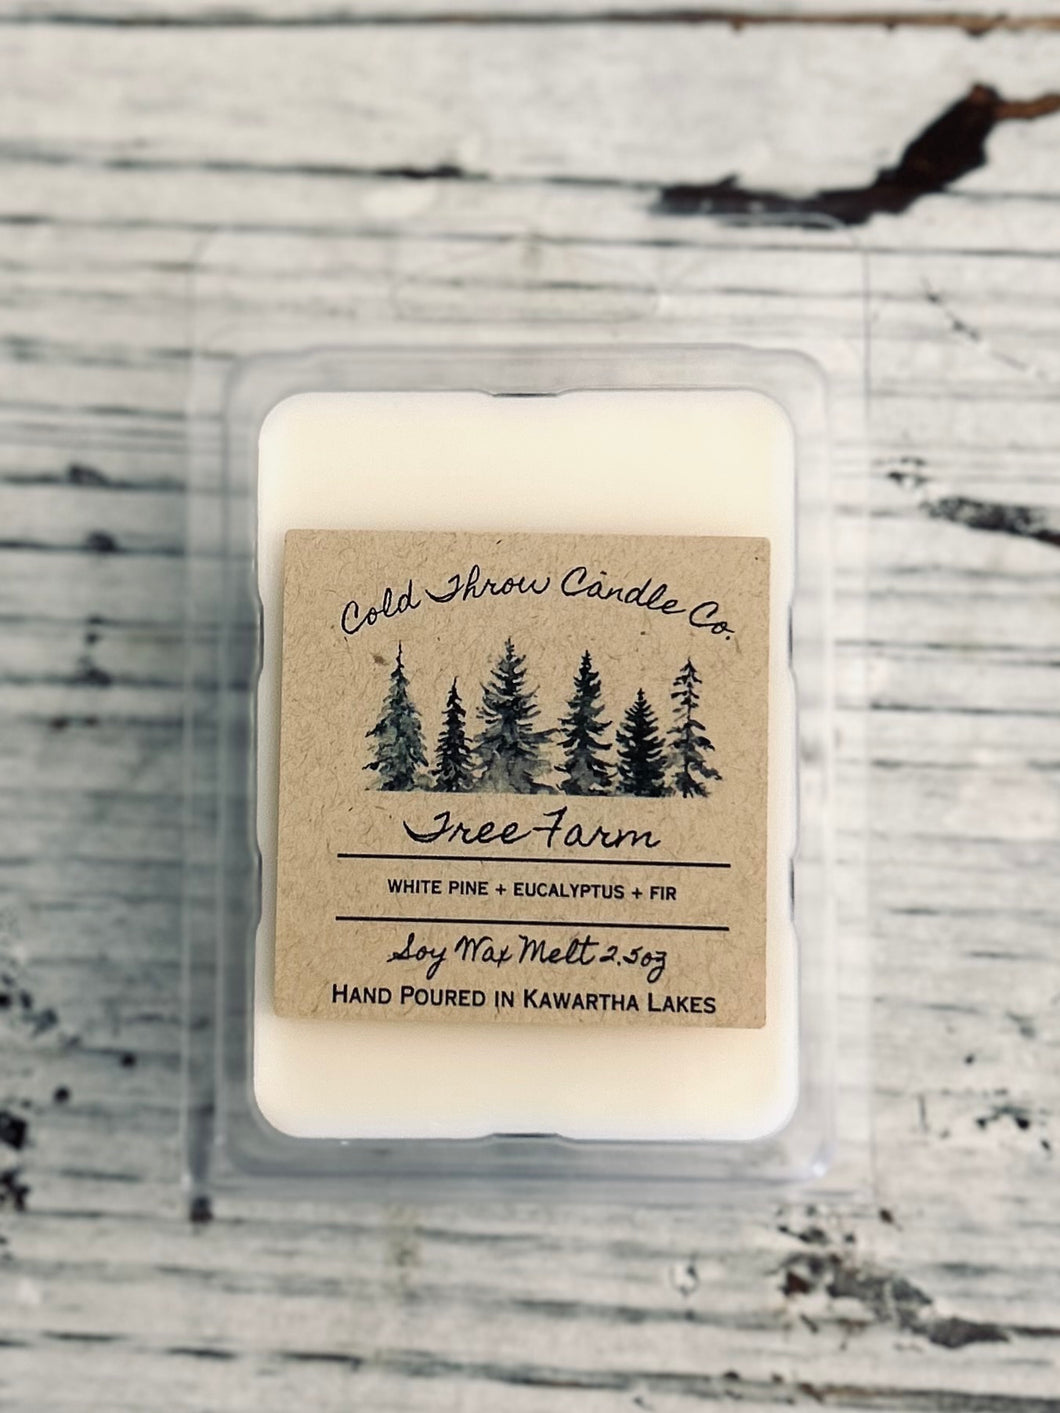 Cold Throw Candle Co.
Tree Farm
WHITE PINE + EUCALYPTUS + FIR
Soy Wax Melt 2.5oz
HAND POURED IN KAWARTHA LAKES